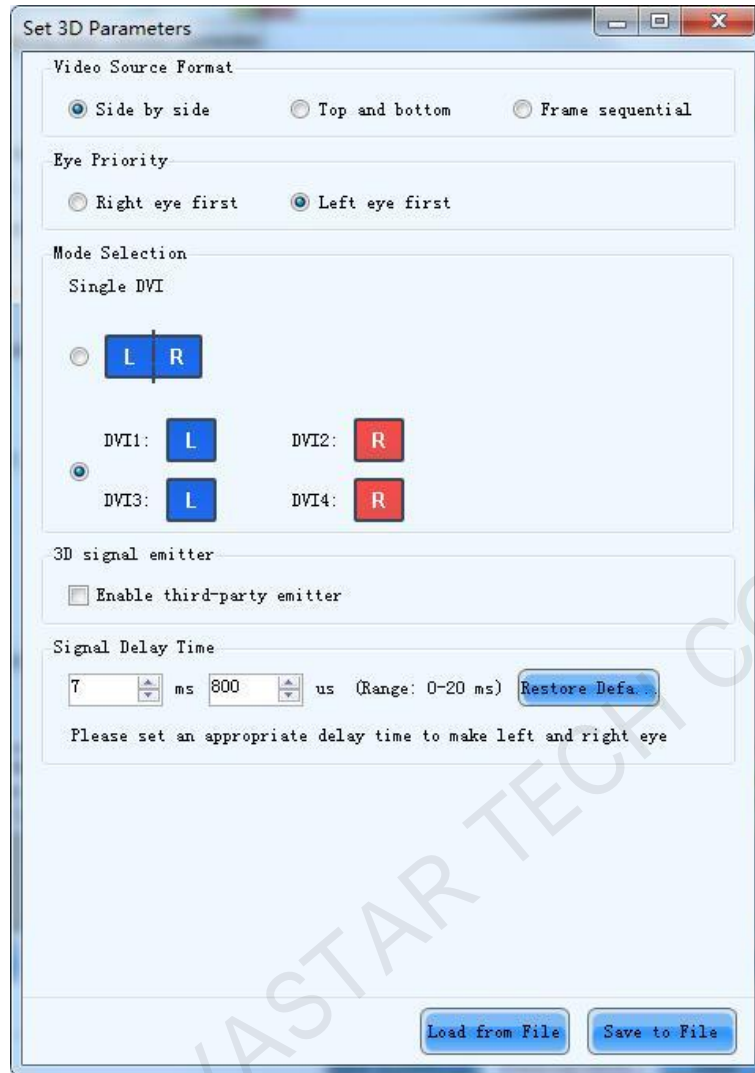 Set 3D Parameters
Video Source Format
Side by side Top and bottom Frame sequential
Eye Priority
Right eye first Left eye first
Mode Selection
Single DVI
L R
DVI1: L DVI2: R
DVI3: L DVI4: R
3D signal emitter
Enable third-party emitter
Signal Delay Time
7 ms 800 us (Range: 0-20 ms) Restore Defa...
Please set an appropriate delay time to make left and right eye
Load from File Save to File
TECH